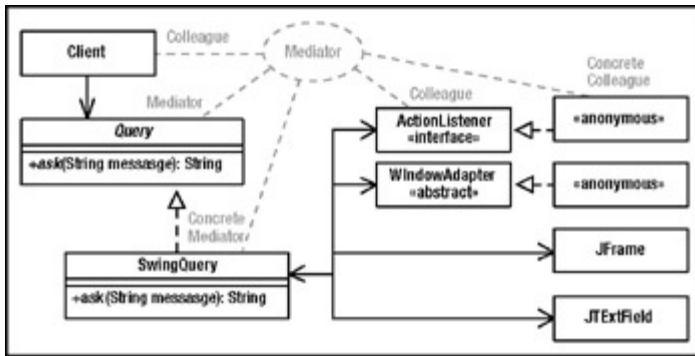 Colleague
Client
Mediator
Concrete
Colleague
Mediator
Colleague
Query
+ask(String messasge): String
ActionListener
«interface»
«anonymous»
WIndowAdapter
«abstract»
«anonymous»
Concrete
Mediator
SwingQuery
+ask(String messasge): String
JFrame
JTExtField